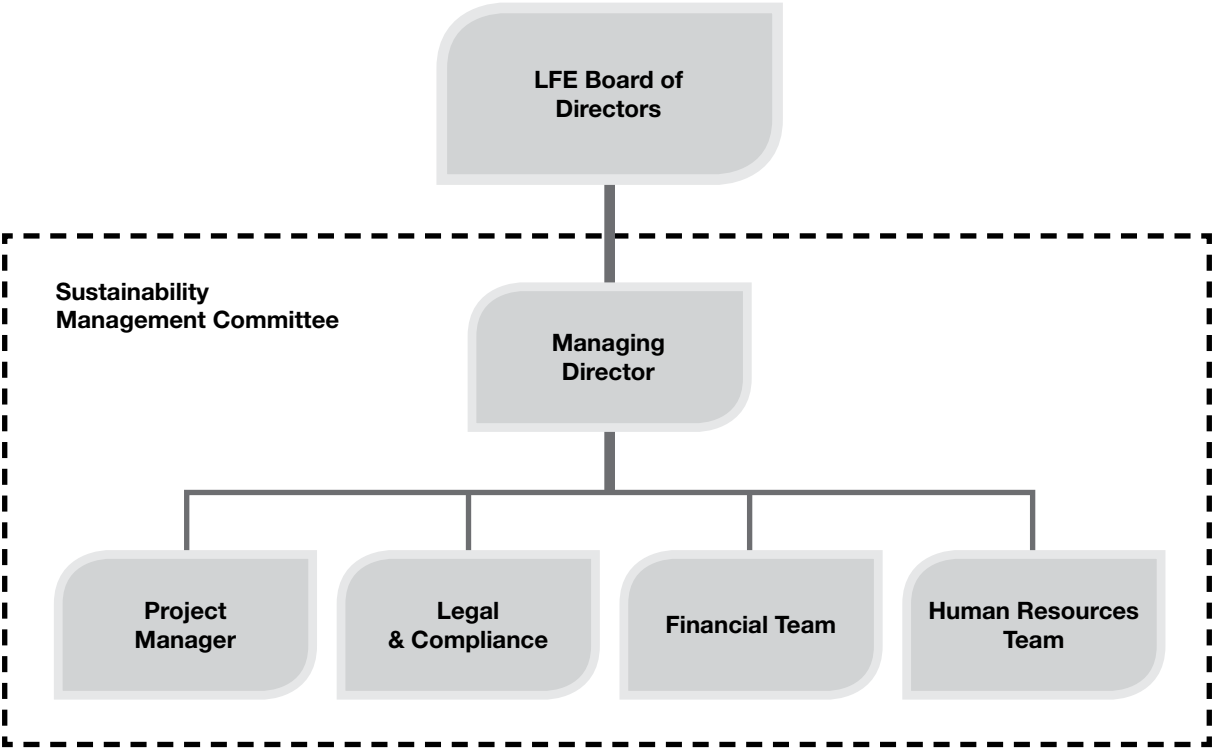 LFE Board of
Directors
Sustainability
Management Committee
Managing
Director
Project
Manager
Legal
& Compliance
Financial Team
Human Resources
Team